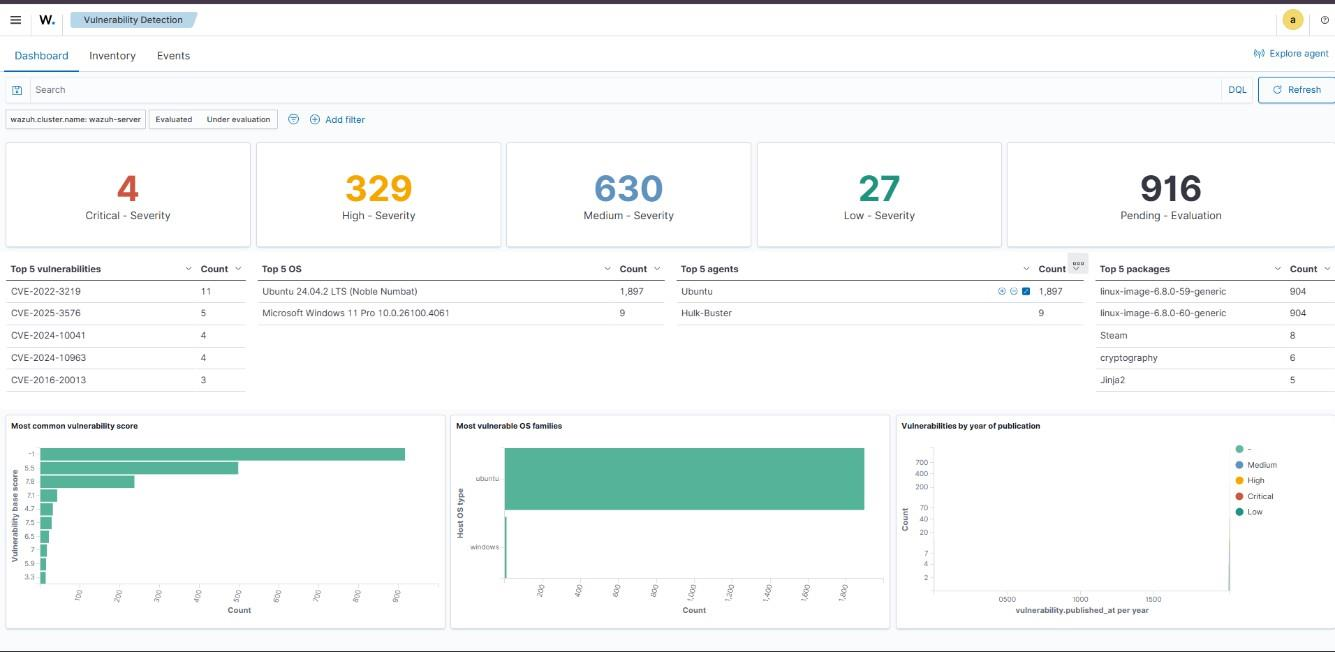 W. Vulnerability Detection a
Dashboard Inventory Events Explore agent
Search DQL Refresh
wazuh.cluster.name: wazuh-server Evaluated Under evaluation Add filter
4 329 630 27 916
Critical - Severity High - Severity Medium - Severity Low - Severity Pending - Evaluation
Top 5 vulnerabilities Count
CVE-2022-3219 11
CVE-2025-3576 5
CVE-2024-10041 4
CVE-2024-10963 4
CVE-2016-20013 3
Top 5 OS Count
Ubuntu 24.04.2 LTS (Noble Numbat) 1,897
Microsoft Windows 11 Pro 10.0.26100.4061 9
Top 5 agents Count
Ubuntu 1,897
Hulk-Buster 9
Top 5 packages Count
linux-image-6.8.0-59-generic 904
linux-image-6.8.0-60-generic 904
Steam 8
cryptography 6
Jinja2 5
Most common vulnerability score
Vulnerability base score
-1
5.5
7.8
7.1
4.7
7.5
6.5
7
5.9
3.3
100 200 300 400 500 600 700 800 900
Count
Most vulnerable OS families
Host OS type
ubuntu
windows
200 400 600 800 1,000 1,200 1,400 1,600 1,800
Count
Vulnerabilities by year of publication
Count
700
400
200
70
40
20
7
4
2
0500 1000 1500
vulnerability.published_at per year
-
Medium
High
Critical
Low